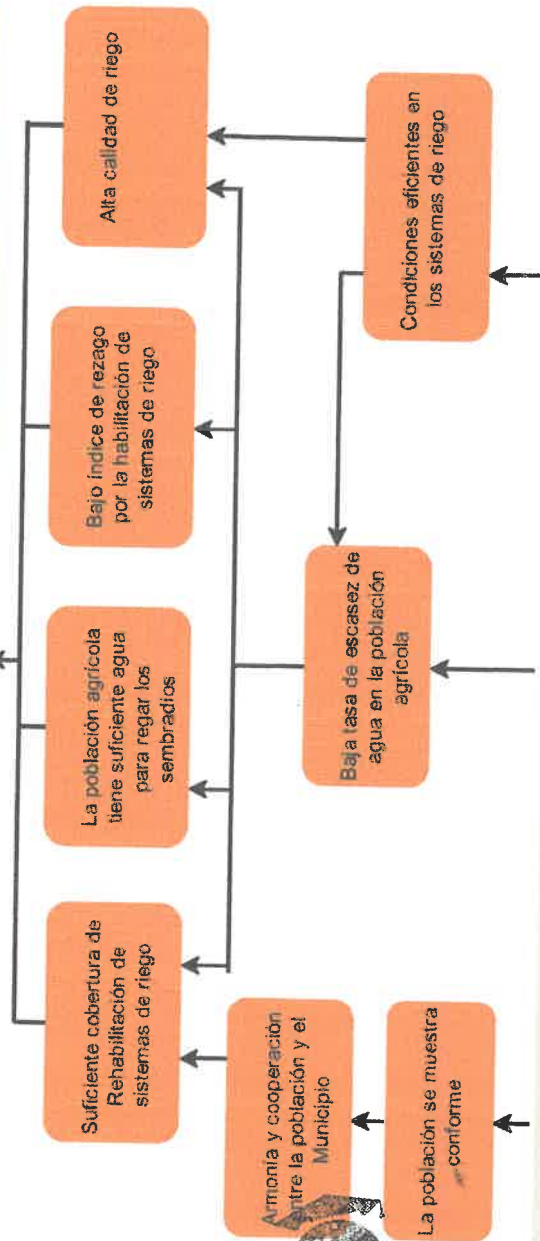 Suficiente cobertura de
Rehabilitación de
sistemas de riego
La población agrícola
tiene suficiente agua
para regar los
sembradios
Bajo índice de rezago
por la habilitación de
sistemas de riego
Alta calidad de riego
Armonía y cooperación
entre la población y el
Municipio
Baja tasa de escasez de
agua en la población
agrícola
Condiciones eficientes en
los sistemas de riego
La población se muestra
conforme